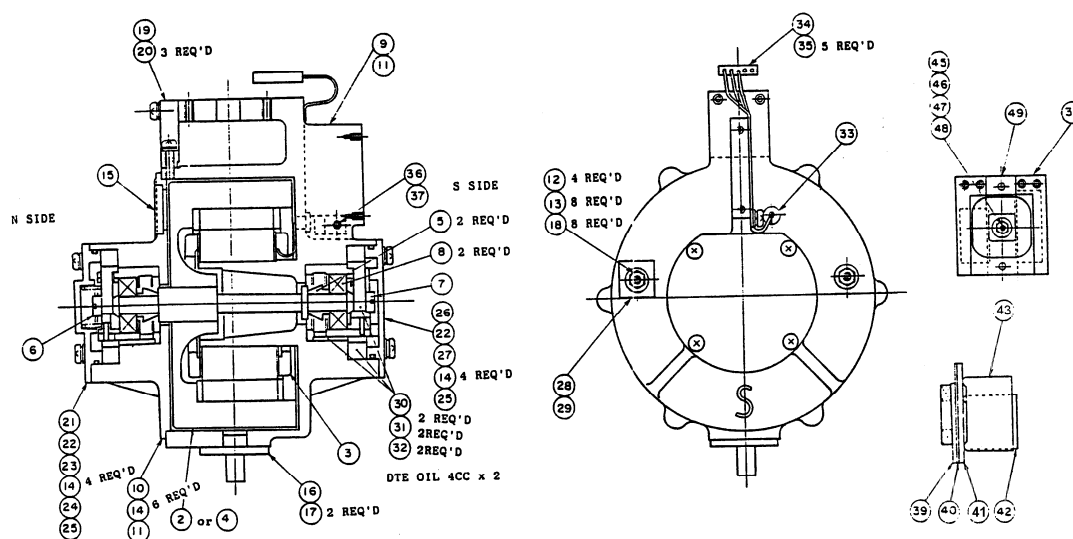 19
20 3 REQ'D
9
11
15
N SIDE
36
37
S SIDE
5 2 REQ'D
8 2 REQ'D
7
6
26
22
27
14 4 REQ'D
25
30
31 2 REQ'D
32 2REQ'D
2REQ'D
DTE OIL 4CC x 2
21
22
23
14 4 REQ'D
24
25
10
14 6 REQ'D
11
2 or 4
3
16
17 2 REQ'D
34
35 5 REQ'D
33
12 4 REQ'D
13 8 REQ'D
18 8 REQ'D
28
29
S
45
46
47
48
49
43
39
40
41
42